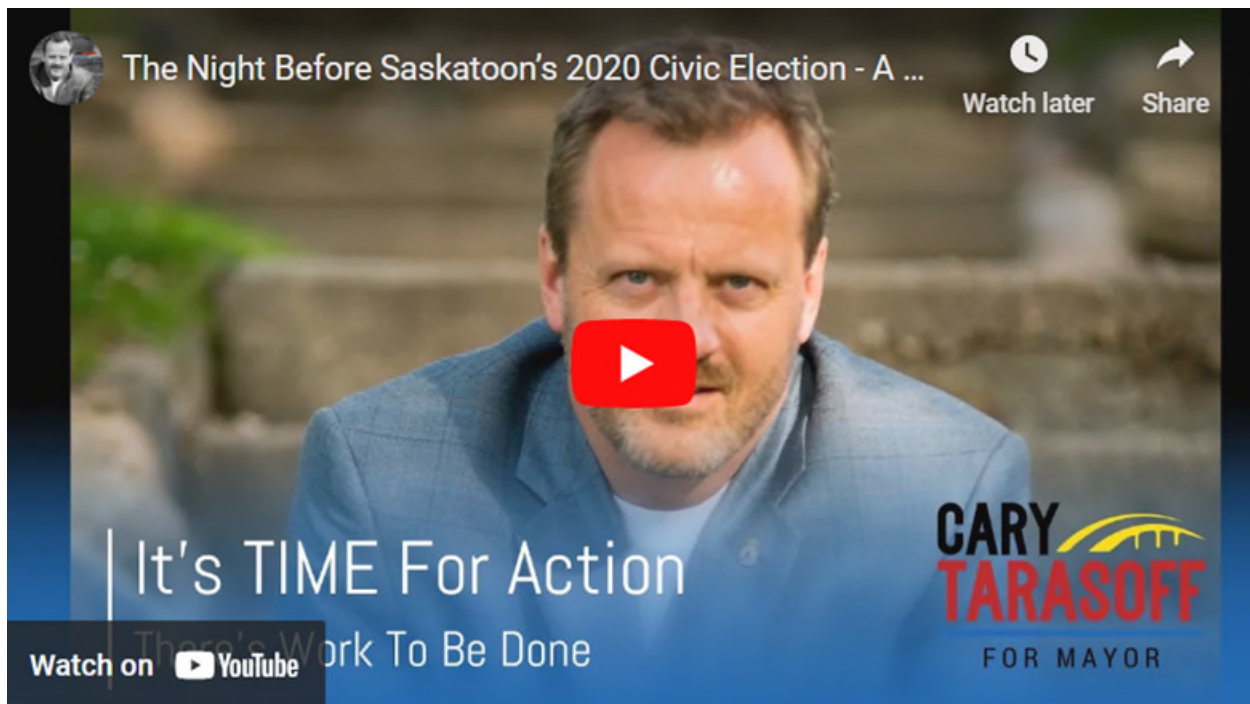 The Night Before Saskatoon’s 2020 Civic Election - A ...
Watch later
Share
It's TIME For Action
There's Work To Be Done
CARY
TARASOFF
FOR MAYOR
Watch on YouTube